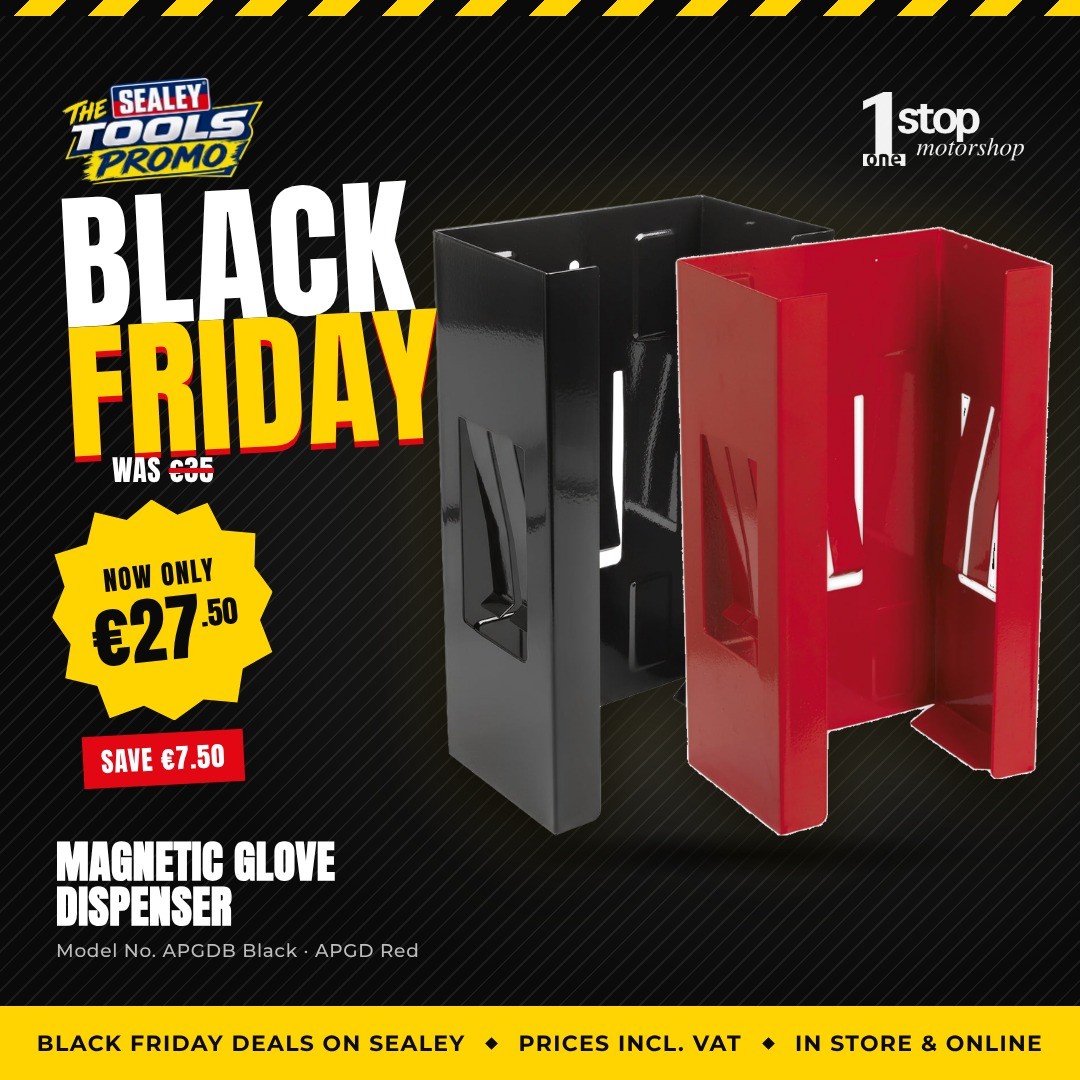 THE SEALEY
TOOLS
PROMO
1 stop
one motorshop
BLACK
FRIDAY
WAS €35
NOW ONLY
€27.50
SAVE €7.50
MAGNETIC GLOVE
DISPENSER
Model No. APGDB Black · APGD Red
BLACK FRIDAY DEALS ON SEALEY ◆ PRICES INCL. VAT ◆ IN STORE & ONLINE